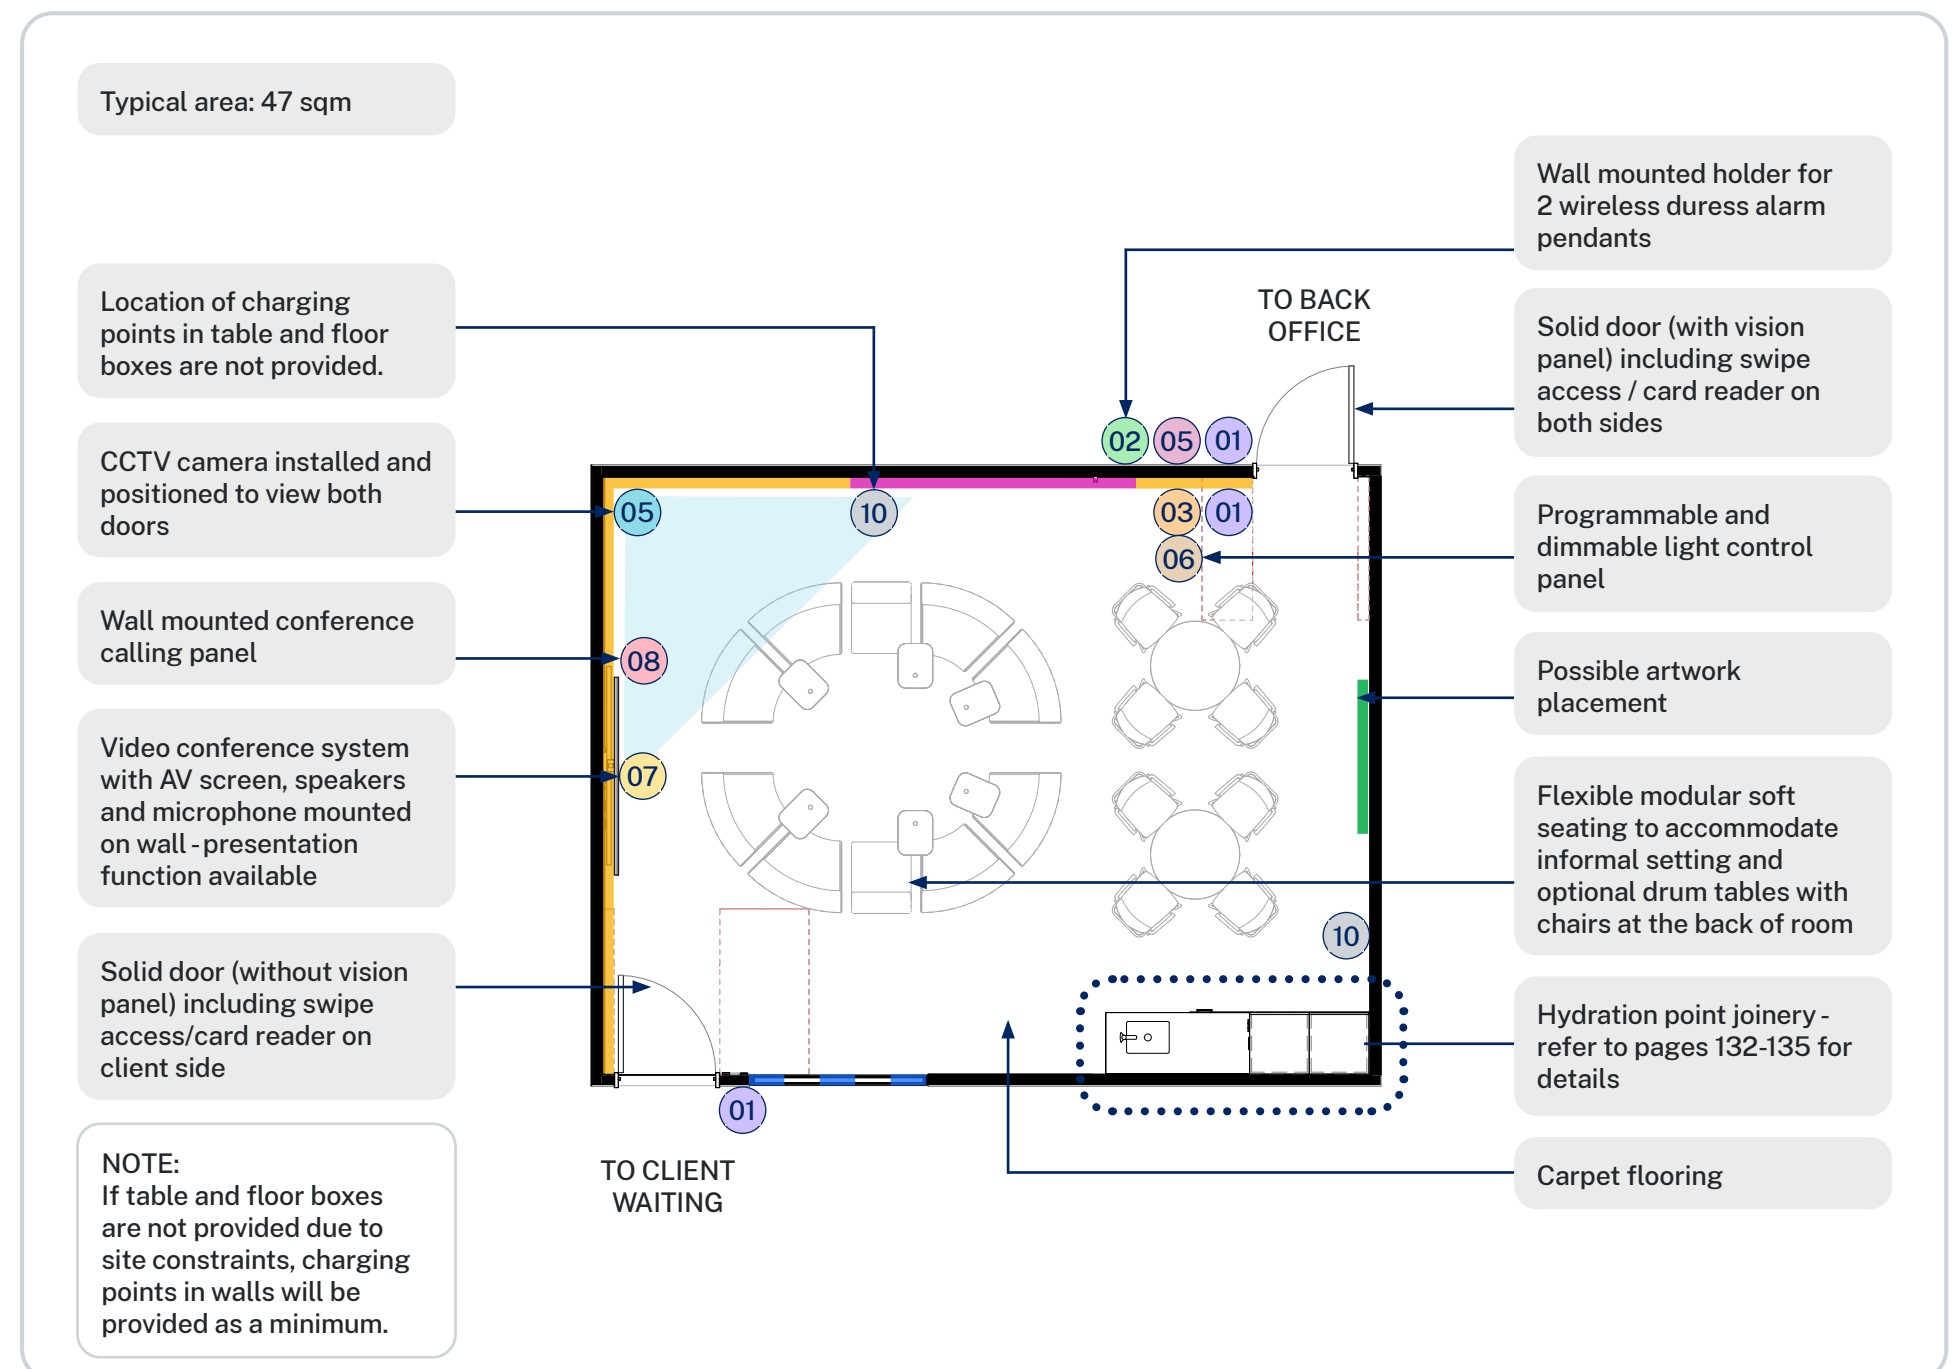 Typical area: 47 sqm
Location of charging
points in table and floor
boxes are not provided.
CCTV camera installed and
positioned to view both
doors
Wall mounted conference
calling panel
Video conference system
with AV screen, speakers
and microphone mounted
on wall - presentation
function available
Solid door (without vision
panel) including swipe
access/card reader on
client side
NOTE:
If table and floor boxes
are not provided due to
site constraints, charging
points in walls will be
provided as a minimum.
TO BACK
OFFICE
02 05 01
05 10 03 01
06
08
07
10
01
TO CLIENT
WAITING
Wall mounted holder for
2 wireless duress alarm
pendants
Solid door (with vision
panel) including swipe
access / card reader on
both sides
Programmable and
dimmable light control
panel
Possible artwork
placement
Flexible modular soft
seating to accommodate
informal setting and
optional drum tables with
chairs at the back of room
Hydration point joinery -
refer to pages 132-135 for
details
Carpet flooring